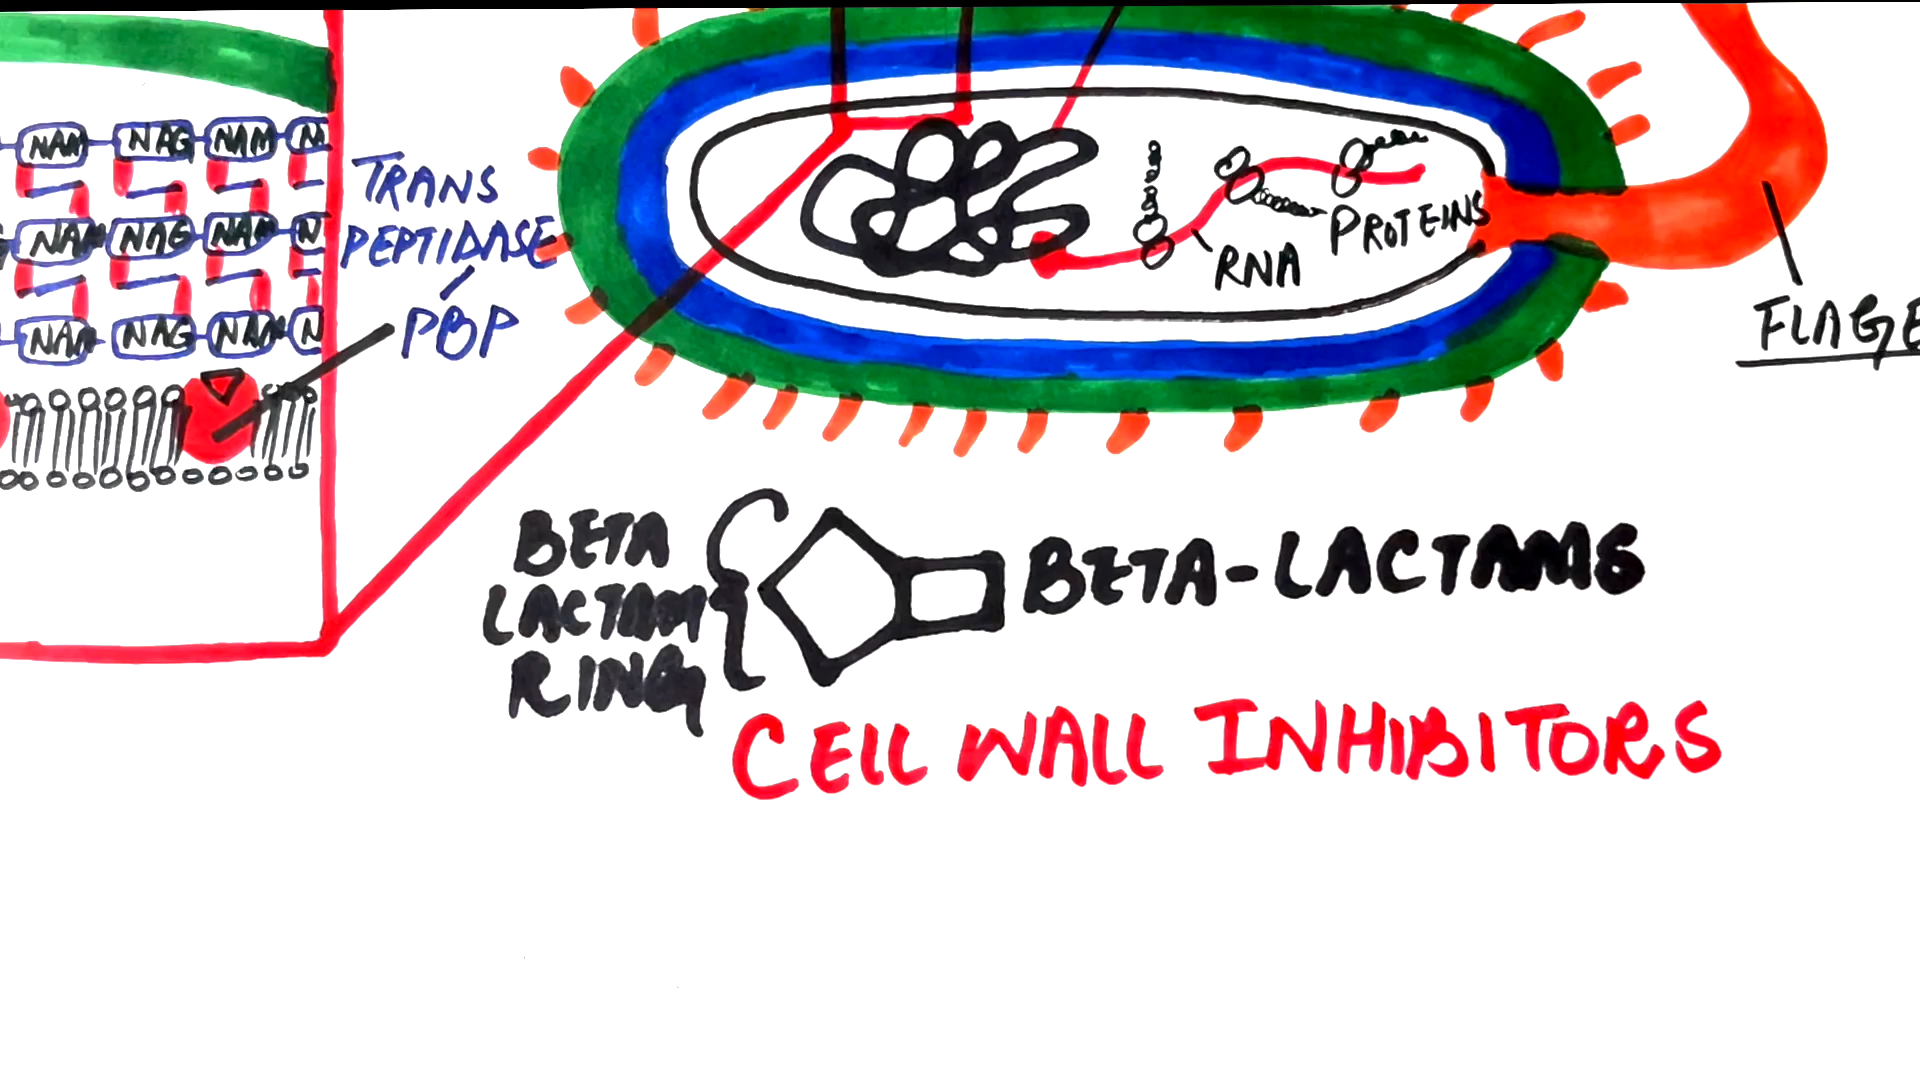 NAM NAG NAM N
NAM NAG NAM N
NAM NAG NAM N
TRANS
PEPTIDASE
PBP
RNA
PROTEINS
FLAGE
BETA
LACTAM
RING
BETA-LACTAMS
CELL WALL INHIBITORS